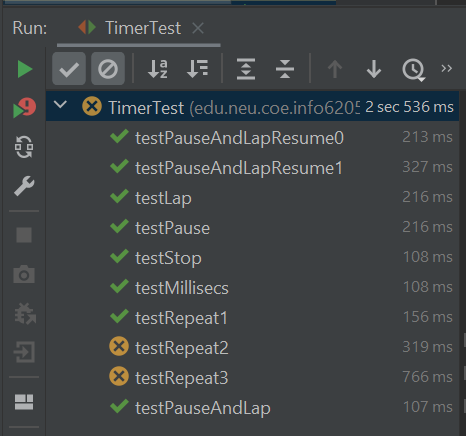 Run: TimerTest
TimerTest (edu.neu.coe.info6205 2 sec 536 ms
testPauseAndLapResume0 213 ms
testPauseAndLapResume1 327 ms
testLap 216 ms
testPause 216 ms
testStop 108 ms
testMillisecs 108 ms
testRepeat1 156 ms
testRepeat2 319 ms
testRepeat3 766 ms
testPauseAndLap 107 ms